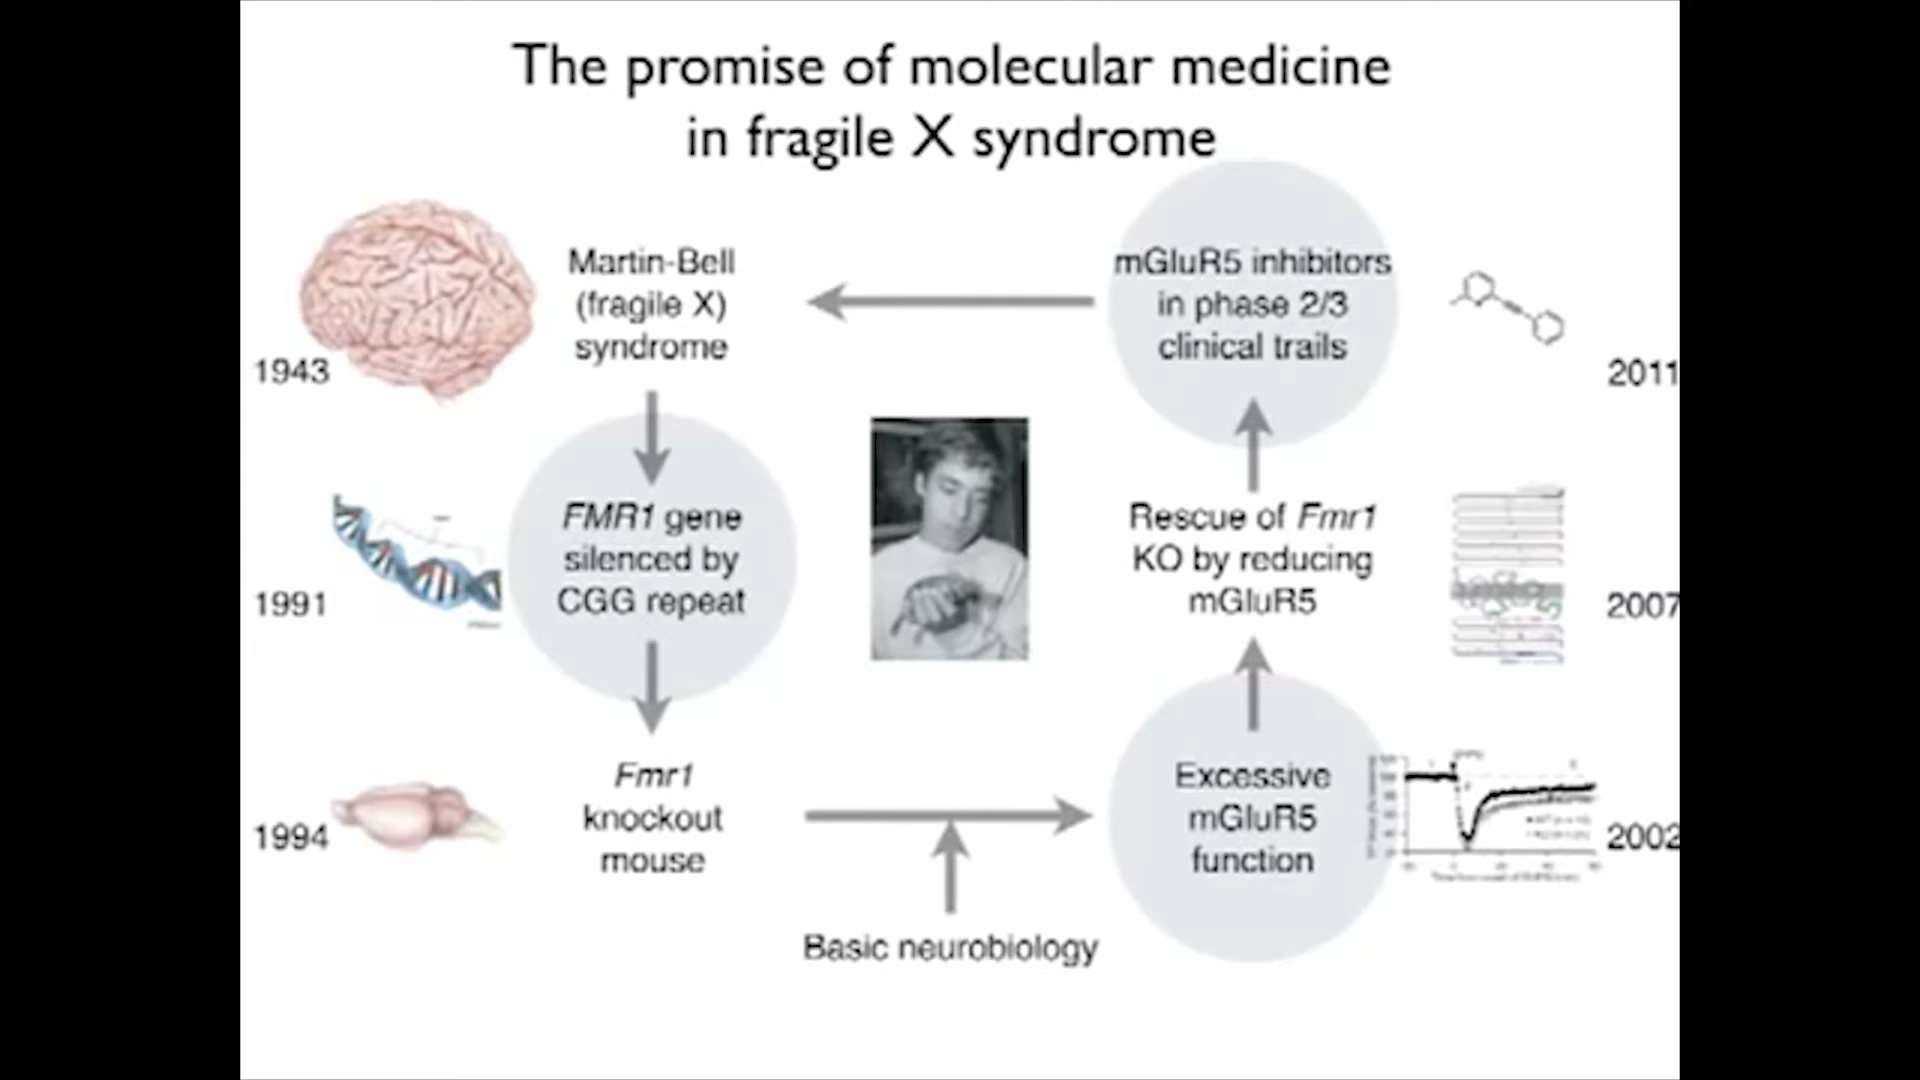 The promise of molecular medicine
in fragile X syndrome
1943
Martin-Bell
(fragile X)
syndrome
mGluR5 inhibitors
in phase 2/3
clinical trails
2011
1991
FMR1 gene
silenced by
CGG repeat
Rescue of Fmr1
KO by reducing
mGluR5
2007
1994
Fmr1
knockout
mouse
Excessive
mGluR5
function
2002
Basic neurobiology